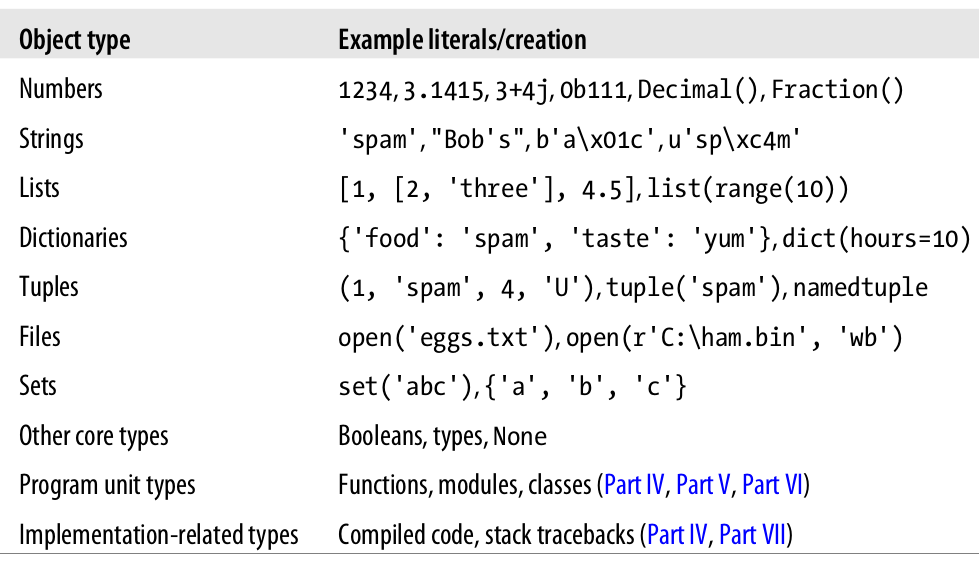 Object type Example literals/creation
Numbers 1234, 3.1415, 3+4j, 0b111, Decimal(), Fraction()
Strings 'spam', "Bob's", b'a\x01c', u'sp\xc4m'
Lists [1, [2, 'three'], 4.5], list(range(10))
Dictionaries {'food': 'spam', 'taste': 'yum'}, dict(hours=10)
Tuples (1, 'spam', 4, 'U'), tuple('spam'), namedtuple
Files open('eggs.txt'), open(r'C:\ham.bin', 'wb')
Sets set('abc'), {'a', 'b', 'c'}
Other core types Booleans, types, None
Program unit types Functions, modules, classes (Part IV, Part V, Part VI)
Implementation-related types Compiled code, stack tracebacks (Part IV, Part VII)